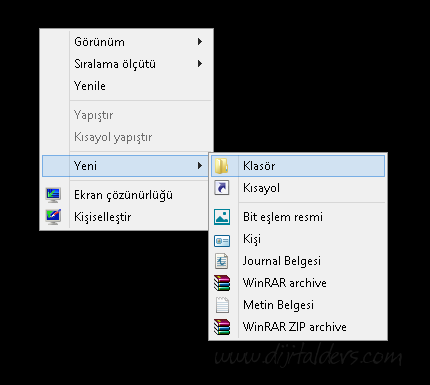 Görünüm
Sıralama ölçütü
Yenile
Yapıştır
Kısayol yapıştır
Yeni
Ekran çözünürlüğü
Kişiselleştir
Klasör
Kısayol
Bit eşlem resmi
Kişi
Journal Belgesi
WinRAR archive
Metin Belgesi
WinRAR ZIP archive
www.dijitalders.com